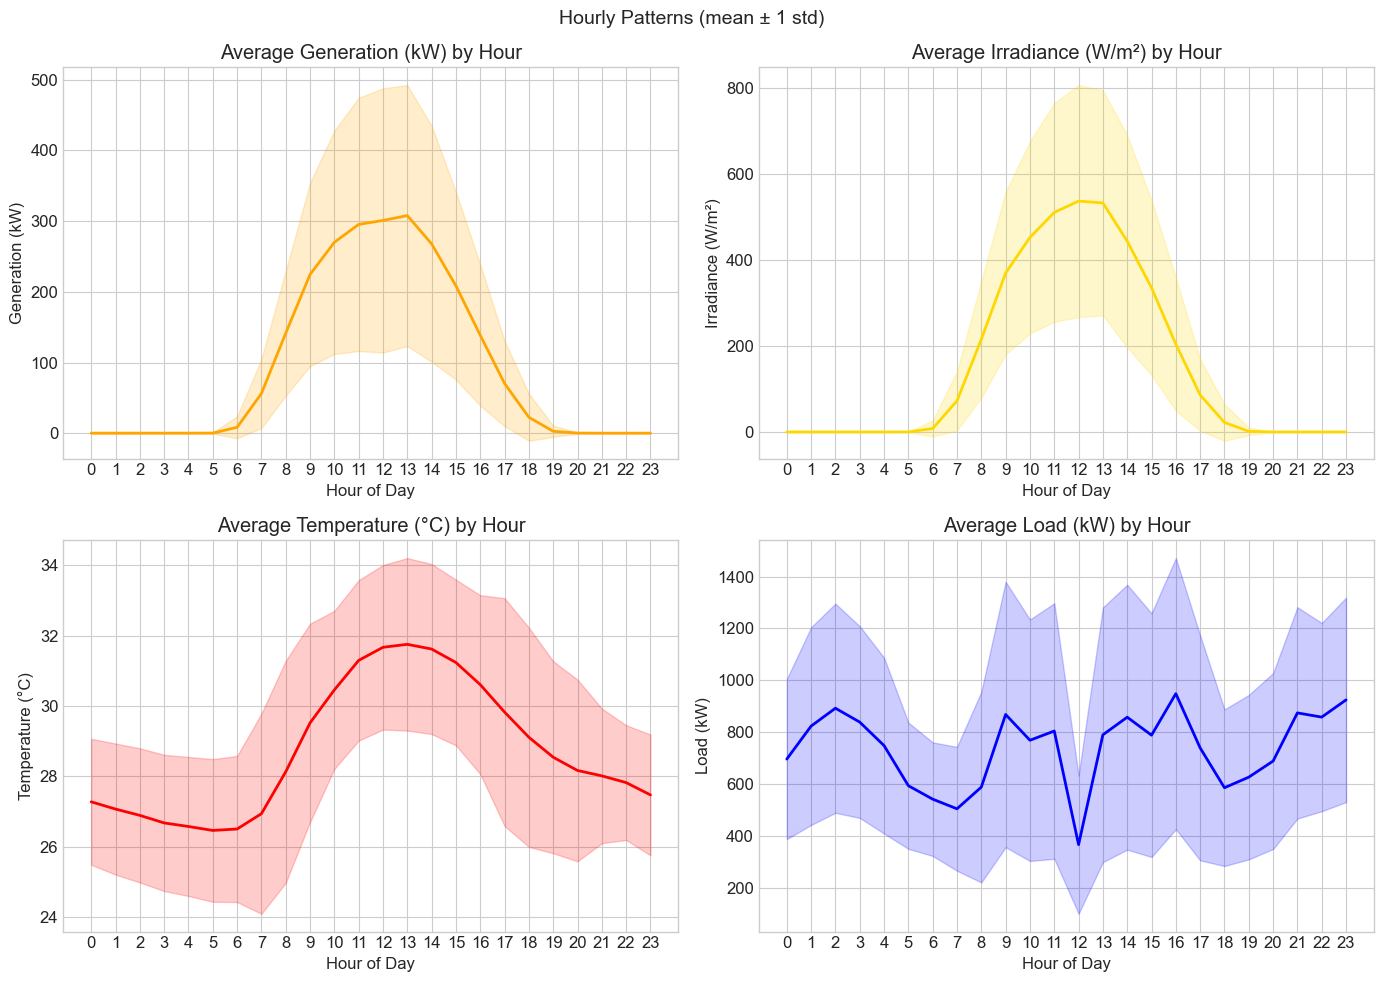 Hourly Patterns (mean ± 1 std)
Average Generation (kW) by Hour
Generation (kW)
500
400
300
200
100
0
0 1 2 3 4 5 6 7 8 9 10 11 12 13 14 15 16 17 18 19 20 21 22 23
Hour of Day
Average Irradiance (W/m²) by Hour
Irradiance (W/m²)
800
600
400
200
0
0 1 2 3 4 5 6 7 8 9 10 11 12 13 14 15 16 17 18 19 20 21 22 23
Hour of Day
Average Temperature (°C) by Hour
Temperature (°C)
34
32
30
28
26
24
0 1 2 3 4 5 6 7 8 9 10 11 12 13 14 15 16 17 18 19 20 21 22 23
Hour of Day
Average Load (kW) by Hour
Load (kW)
1400
1200
1000
800
600
400
200
0 1 2 3 4 5 6 7 8 9 10 11 12 13 14 15 16 17 18 19 20 21 22 23
Hour of Day